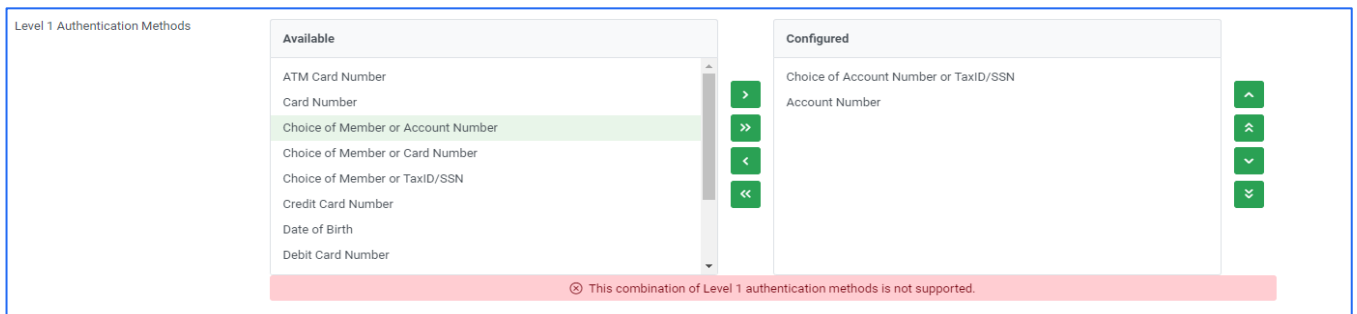 Level 1 Authentication Methods
Available
ATM Card Number
Card Number
Choice of Member or Account Number
Choice of Member or Card Number
Choice of Member or TaxID/SSN
Credit Card Number
Date of Birth
Debit Card Number
Configured
Choice of Account Number or TaxID/SSN
Account Number
This combination of Level 1 authentication methods is not supported.